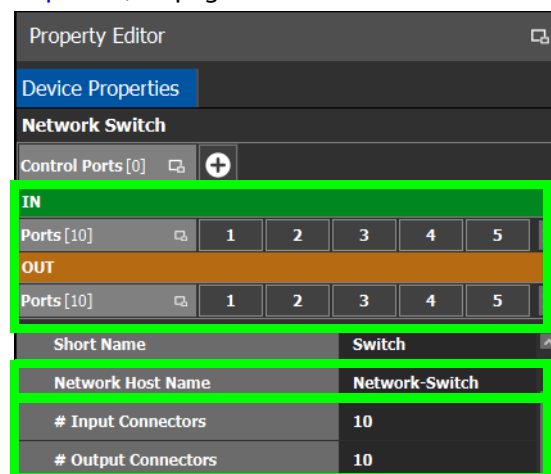 Property Editor
Device Properties
Network Switch
Control Ports [0]
IN
Ports [10] 1 2 3 4 5
OUT
Ports [10] 1 2 3 4 5
Short Name Switch
Network Host Name Network-Switch
# Input Connectors 10
# Output Connectors 10